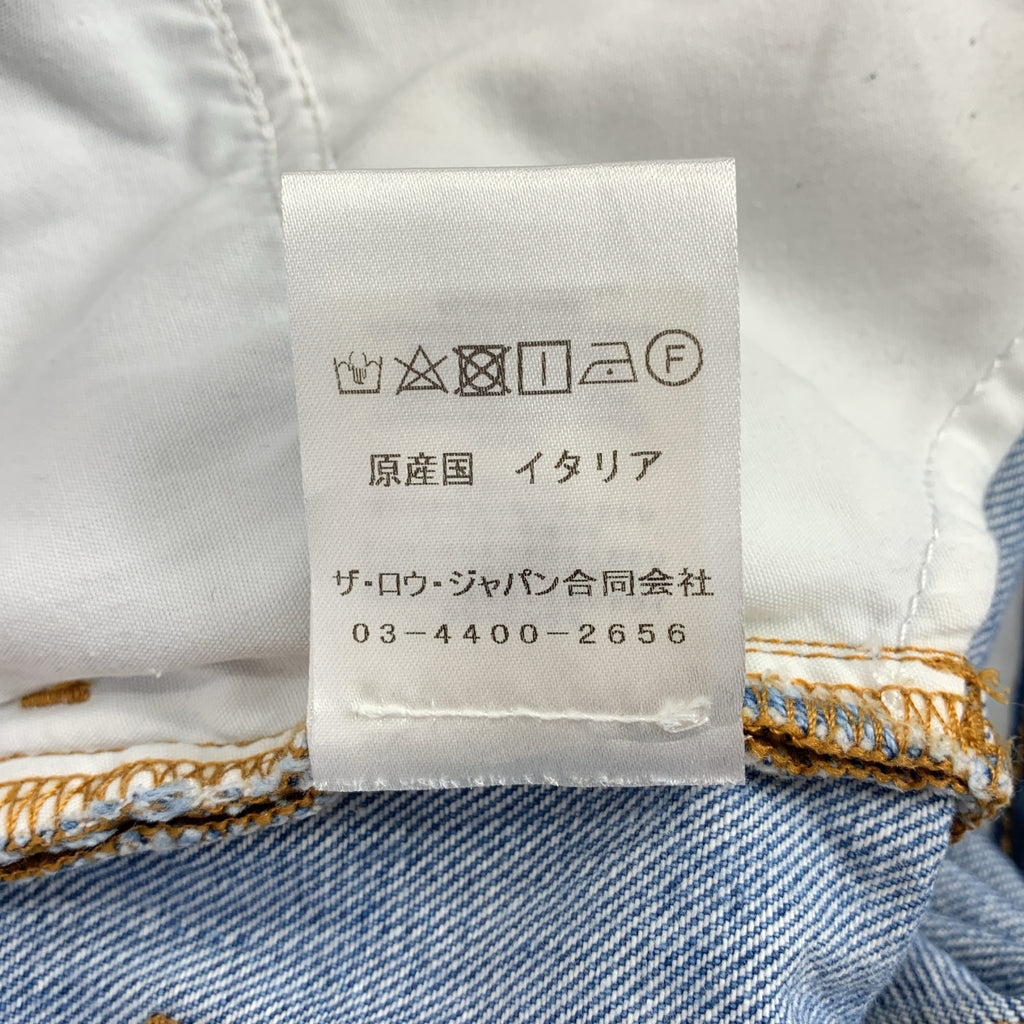 F
原産国 イタリア
ザ・ロウ・ジャパン合同会社
03-4400-2656